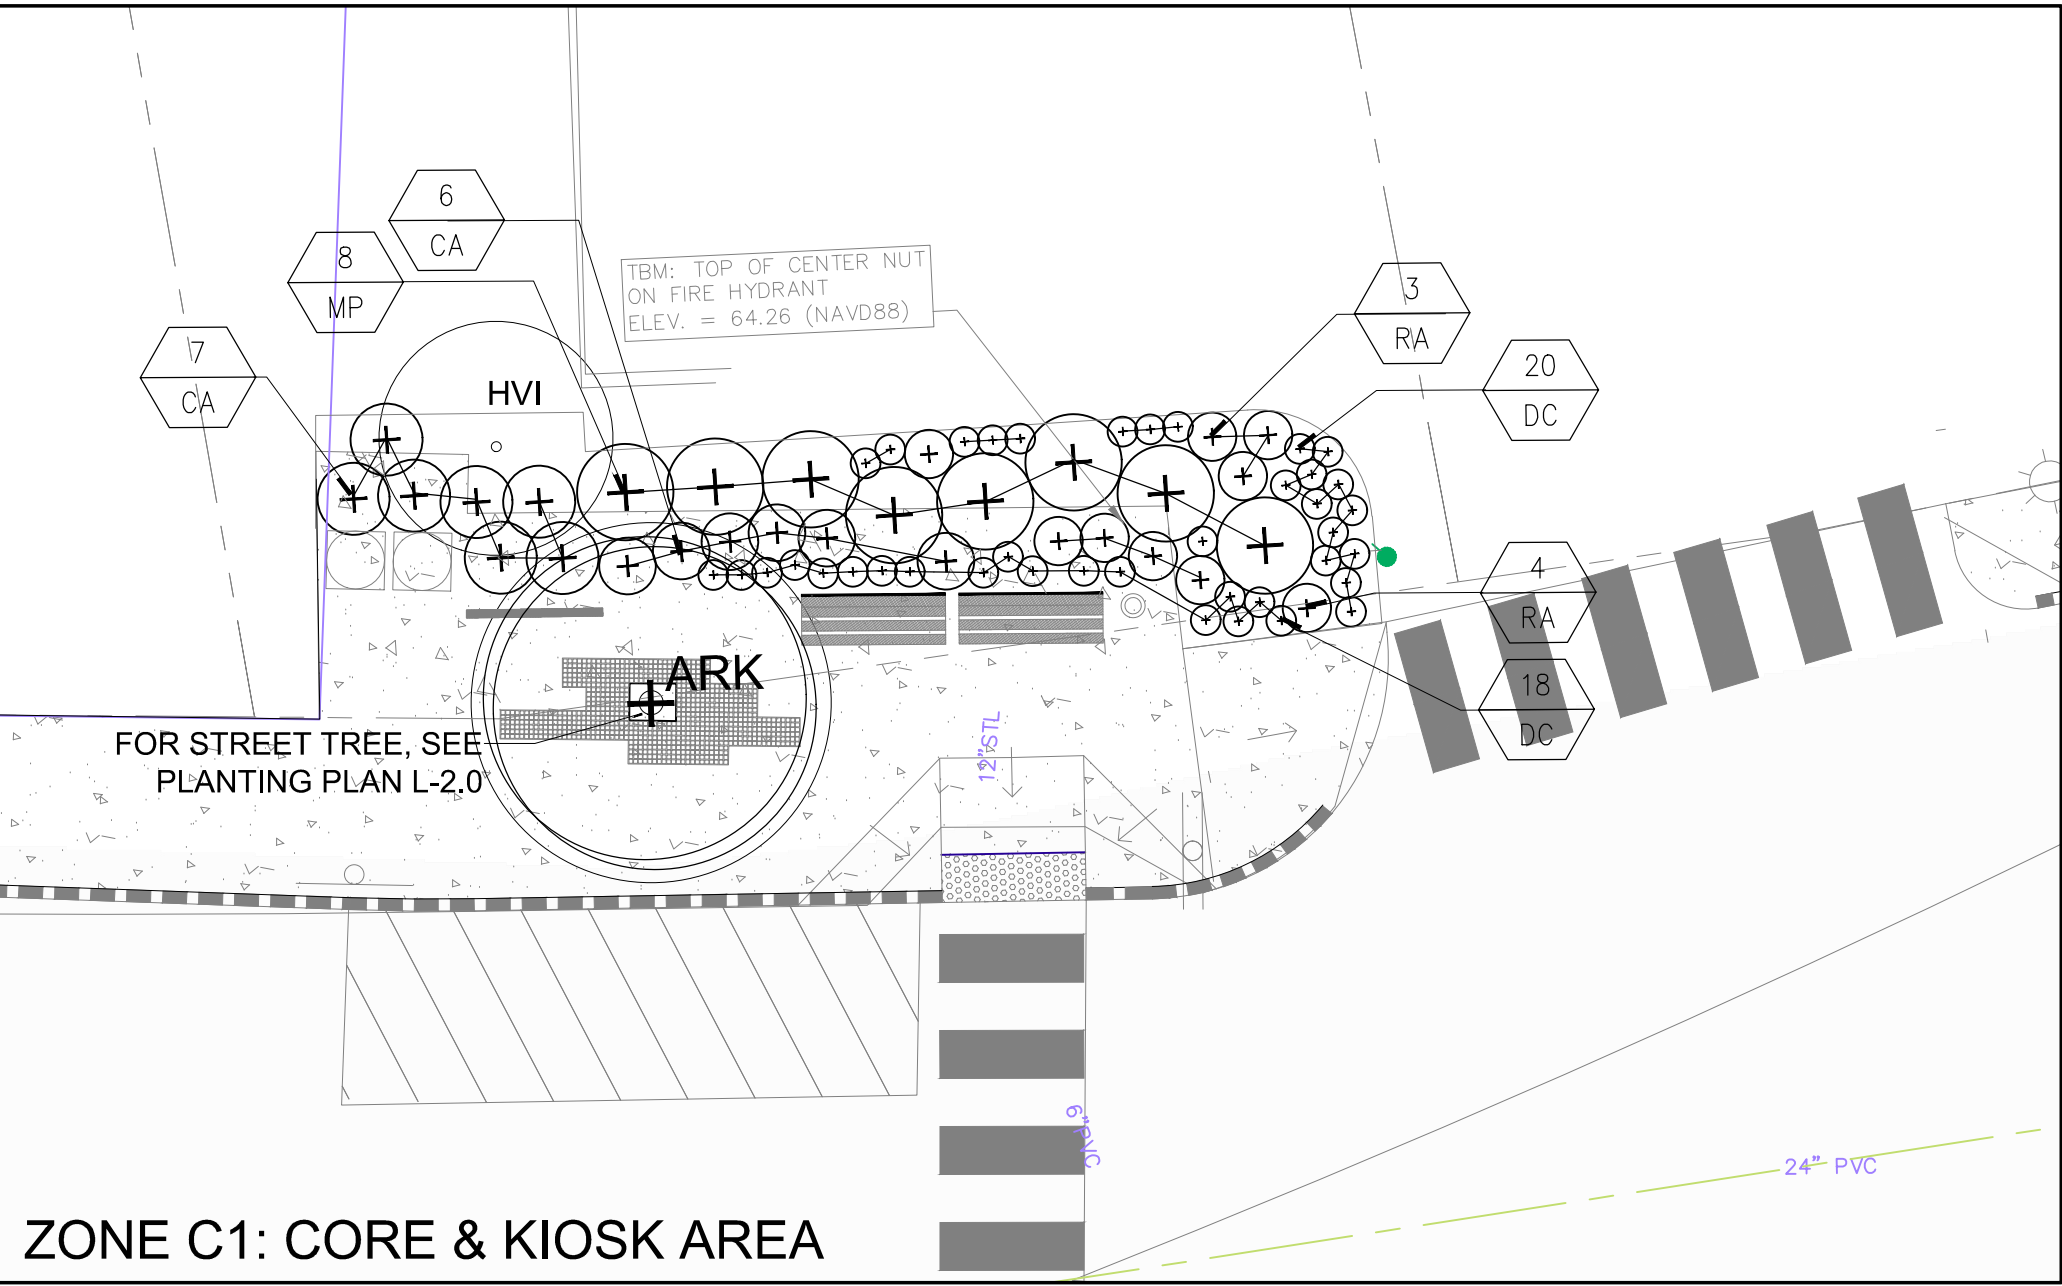 6
CA
8
MP
7
CA
HVI
TBM: TOP OF CENTER NUT
ON FIRE HYDRANT
ELEV. = 64.26 (NAVD88)
3
RA
20
DC
4
RA
18
DC
ARK
FOR STREET TREE, SEE
PLANTING PLAN L-2.0
12"STL
6"PVC
24" PVC
ZONE C1: CORE & KIOSK AREA